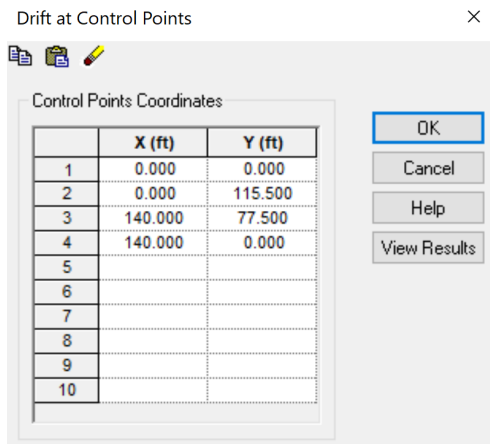 Drift at Control Points
Control Points Coordinates
X (ft) Y (ft)
1 0.000 0.000
2 0.000 115.500
3 140.000 77.500
4 140.000 0.000
5
6
7
8
9
10
OK
Cancel
Help
View Results